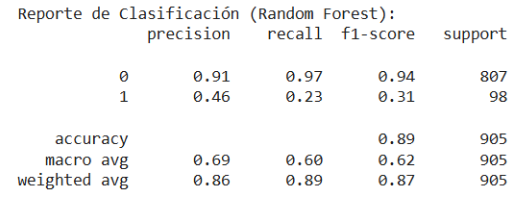 Reporte de Clasificación (Random Forest):
precision recall f1-score support
0 0.91 0.97 0.94 807
1 0.46 0.23 0.31 98
accuracy 0.89 905
macro avg 0.69 0.60 0.62 905
weighted avg 0.86 0.89 0.87 905